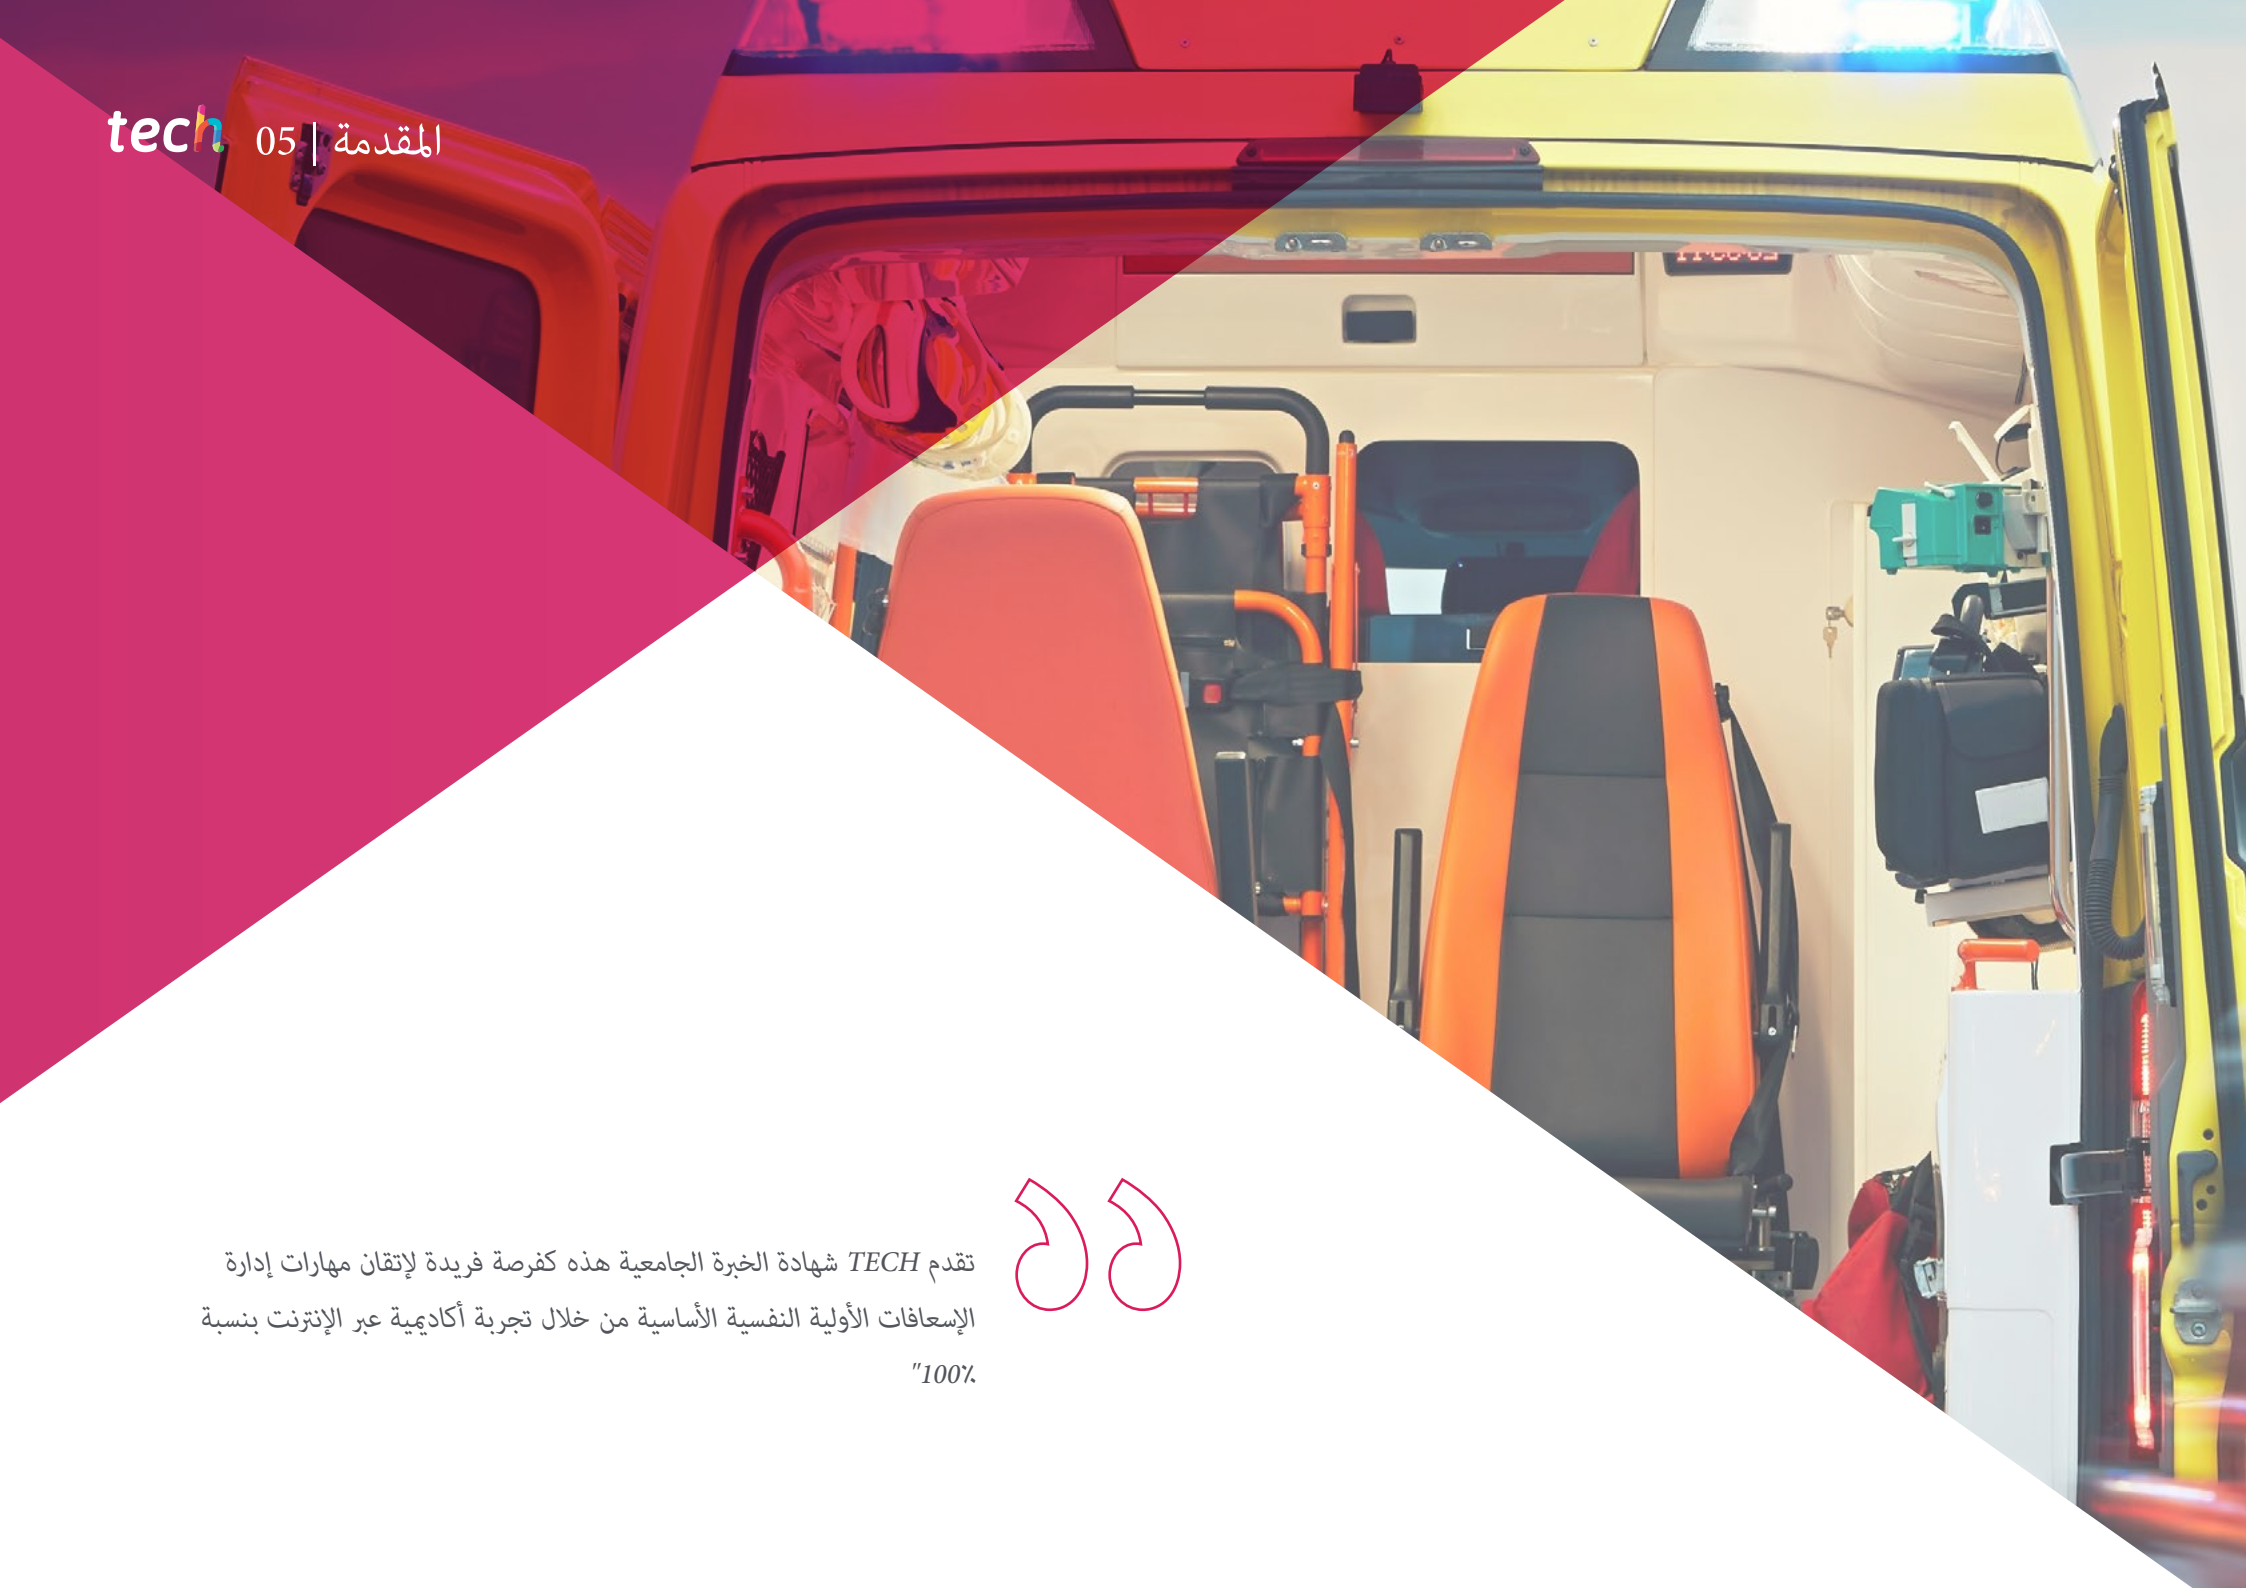 المقدمة | 05
tech
تقدم TECH شهادة الخبرة الجامعية هذه كفرصة فريدة لإتقان مهارات إدارة
الإسعافات الأولية النفسية الأساسية من خلال تجربة أكاديمية عبر الإنترنت بنسبة
100٪"